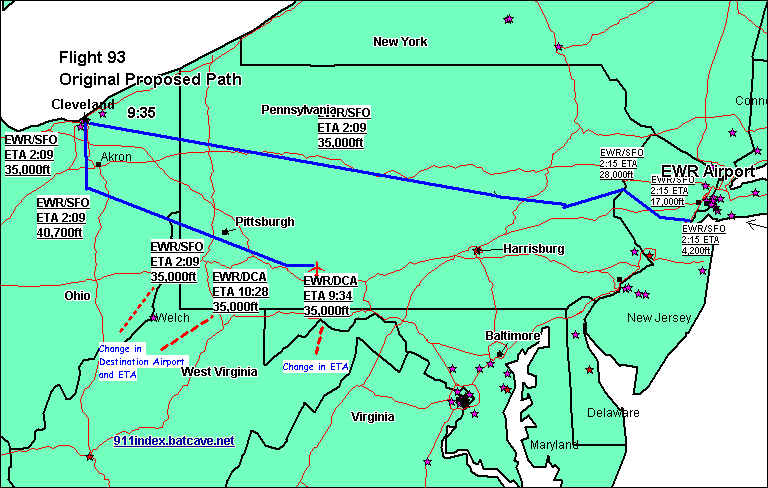 New York
Flight 93
Original Proposed Path
Cleveland
9:35
Pennsylvania
EWR/SFO
ETA 2:09
35,000ft
EWR/SFO
ETA 2:09
35,000ft
Akron
EWR/SFO
2:15 ETA
28,000ft
EWR Airport
EWR/SFO
2:15 ETA
17,000ft
EWR/SFO
2:15 ETA
4,200ft
EWR/SFO
ETA 2:09
40,700ft
Pittsburgh
Harrisburg
EWR/SFO
ETA 2:09
35,000ft
EWR/DCA
ETA 10:28
35,000ft
EWR/DCA
ETA 9:34
35,000ft
Ohio
Welch
New Jersey
Baltimore
Change in
Destination Airport
and ETA
Change in ETA
West Virginia
Virginia
Delaware
911index.batcave.net
Maryland